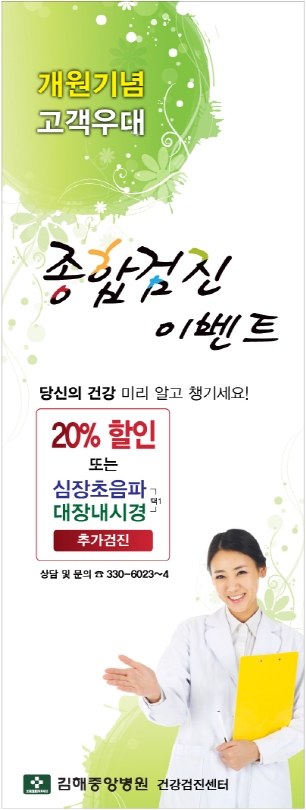 개원기념
고객우대
종합검진
이벤트
당신의 건강 미리 알고 챙기세요!
20% 할인
또는
심장초음파
대장내시경
택1
추가검진
상담 및 문의 ☎ 330-6023~4
김해중앙병원 건강검진센터